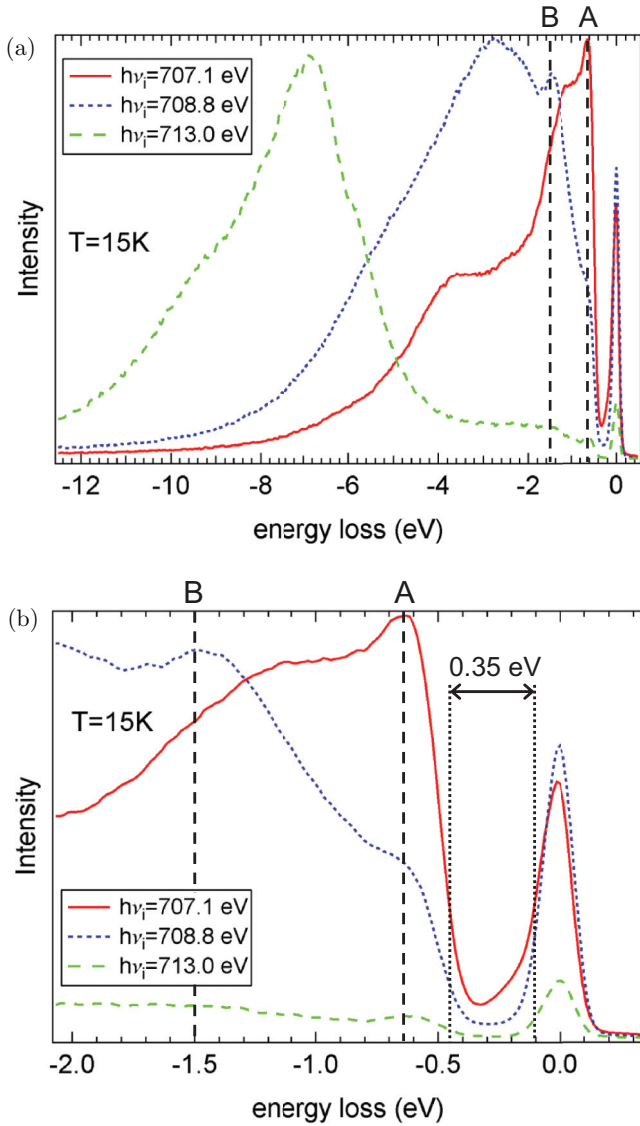 B A
(a)
hνi=707.1 eV
hνi=708.8 eV
hνi=713.0 eV
T=15K
Intensity
-12 -10 -8 -6 -4 -2 0
energy loss (eV)
B A
(b)
0.35 eV
T=15K
Intensity
hνi=707.1 eV
hνi=708.8 eV
hνi=713.0 eV
-2.0 -1.5 -1.0 -0.5 0.0
energy loss (eV)